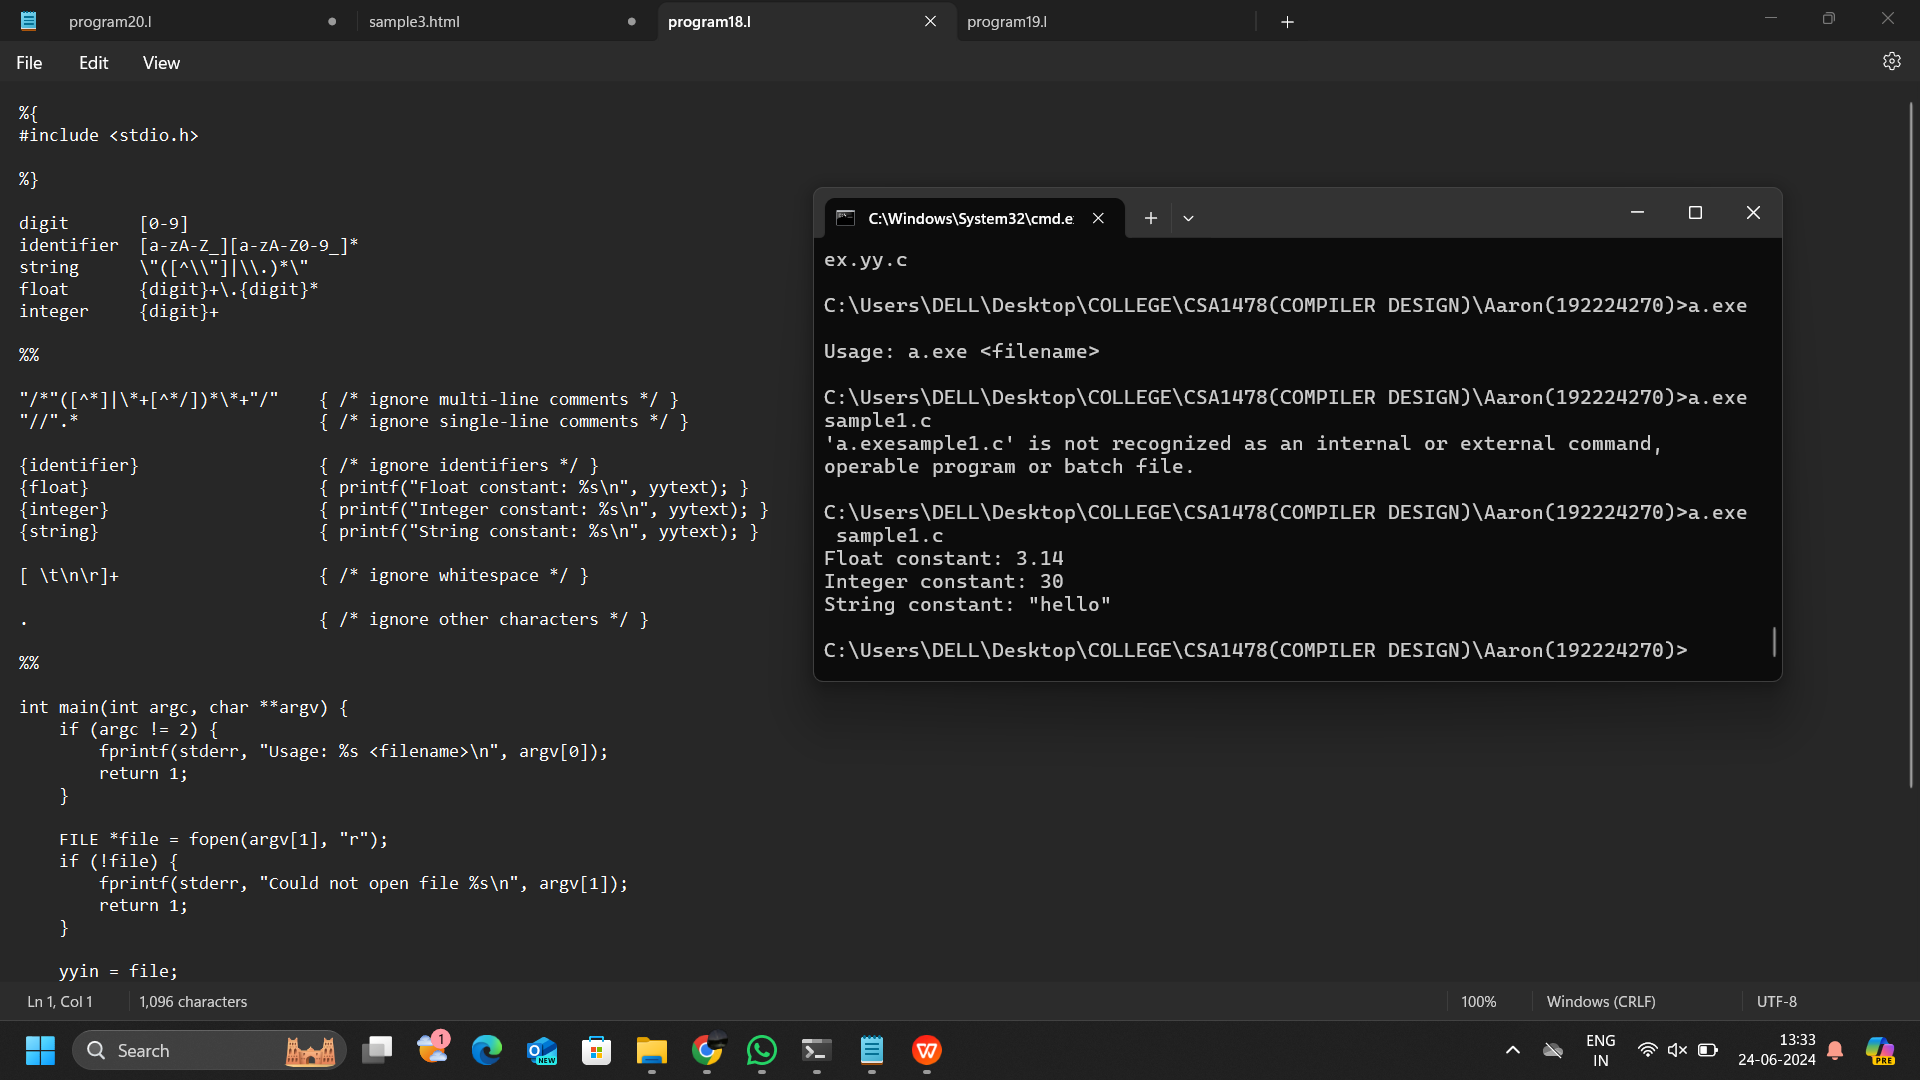 program20.l
sample3.html
program18.l
program19.l
File Edit View
%{
#include <stdio.h>
%}
digit [0-9]
identifier [a-zA-Z_][a-zA-Z0-9_]*
string \"([^\\"]|\\.)*\"
float {digit}+\.{digit}*
integer {digit}+
%%
"/*"([^*]|\*+[^*/])*\*+"/" { /* ignore multi-line comments */ }
"//".* { /* ignore single-line comments */ }
{identifier} { /* ignore identifiers */ }
{float} { printf("Float constant: %s\n", yytext); }
{integer} { printf("Integer constant: %s\n", yytext); }
{string} { printf("String constant: %s\n", yytext); }
[ \t\n\r]+ { /* ignore whitespace */ }
. { /* ignore other characters */ }
%%
int main(int argc, char **argv) {
if (argc != 2) {
fprintf(stderr, "Usage: %s <filename>\n", argv[0]);
return 1;
}
FILE *file = fopen(argv[1], "r");
if (!file) {
fprintf(stderr, "Could not open file %s\n", argv[1]);
return 1;
}
yyin = file;
C:\Windows\System32\cmd.e
ex.yy.c
C:\Users\DELL\Desktop\COLLEGE\CSA1478(COMPILER DESIGN)\Aaron(192224270)>a.exe
Usage: a.exe <filename>
C:\Users\DELL\Desktop\COLLEGE\CSA1478(COMPILER DESIGN)\Aaron(192224270)>a.exe
sample1.c
'a.exesample1.c' is not recognized as an internal or external command,
operable program or batch file.
C:\Users\DELL\Desktop\COLLEGE\CSA1478(COMPILER DESIGN)\Aaron(192224270)>a.exe
sample1.c
Float constant: 3.14
Integer constant: 30
String constant: "hello"
C:\Users\DELL\Desktop\COLLEGE\CSA1478(COMPILER DESIGN)\Aaron(192224270)>
Ln 1, Col 1
1,096 characters
100%
Windows (CRLF)
UTF-8
Search
1
NEW
ENG
IN
13:33
24-06-2024
PRE